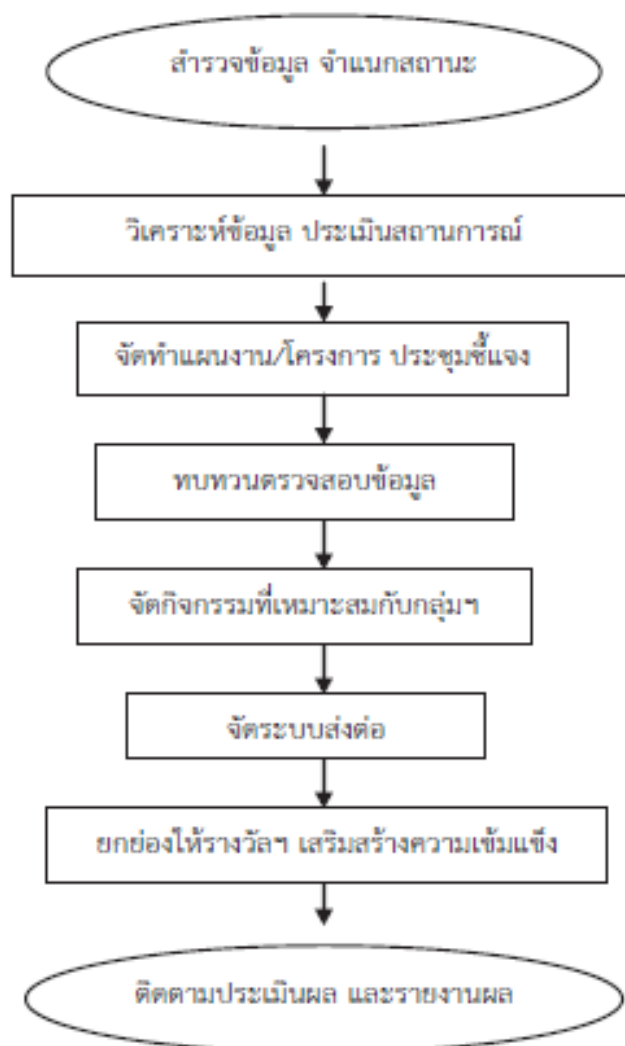 สำรวจข้อมูล จำแนกสถานะ
วิเคราะห์ข้อมูล ประเมินสถานการณ์
จัดทำแผนงาน/โครงการ ประชุมชี้แจง
ทบทวนตรวจสอบข้อมูล
จัดกิจกรรมที่เหมาะสมกับกลุ่มฯ
จัดระบบส่งต่อ
ยกย่องให้รางวัลฯ เสริมสร้างความเข้มแข็ง
ติดตามประเมินผล และรายงานผล